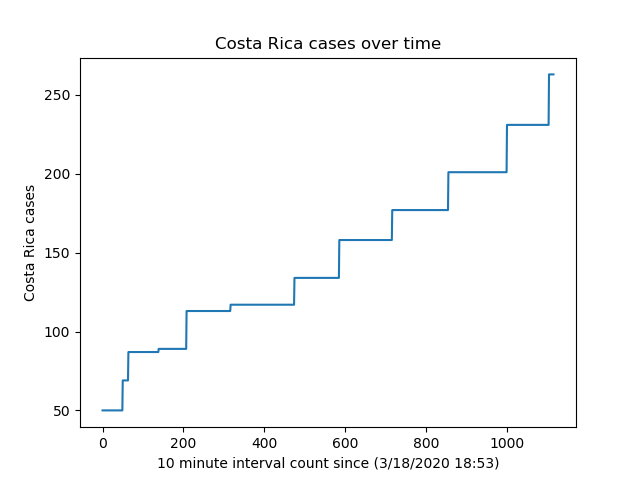 Costa Rica cases over time
Costa Rica cases
250
200
150
100
50
0 200 400 600 800 1000
10 minute interval count since (3/18/2020 18:53)